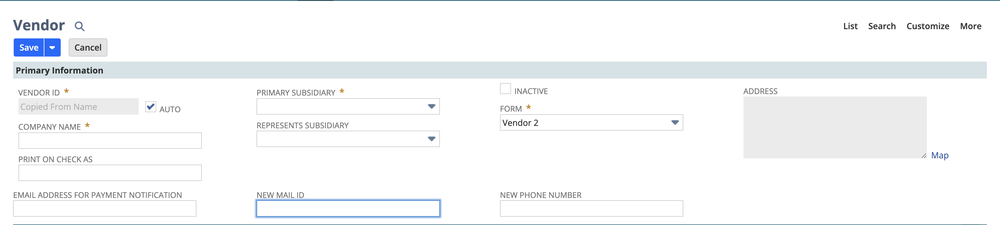 Vendor
List Search Customize More
Save Cancel
Primary Information
VENDOR ID *
Copied From Name
AUTO
COMPANY NAME *
PRINT ON CHECK AS
PRIMARY SUBSIDIARY *
REPRESENTS SUBSIDIARY
INACTIVE
FORM *
Vendor 2
ADDRESS
Map
EMAIL ADDRESS FOR PAYMENT NOTIFICATION
NEW MAIL ID
NEW PHONE NUMBER